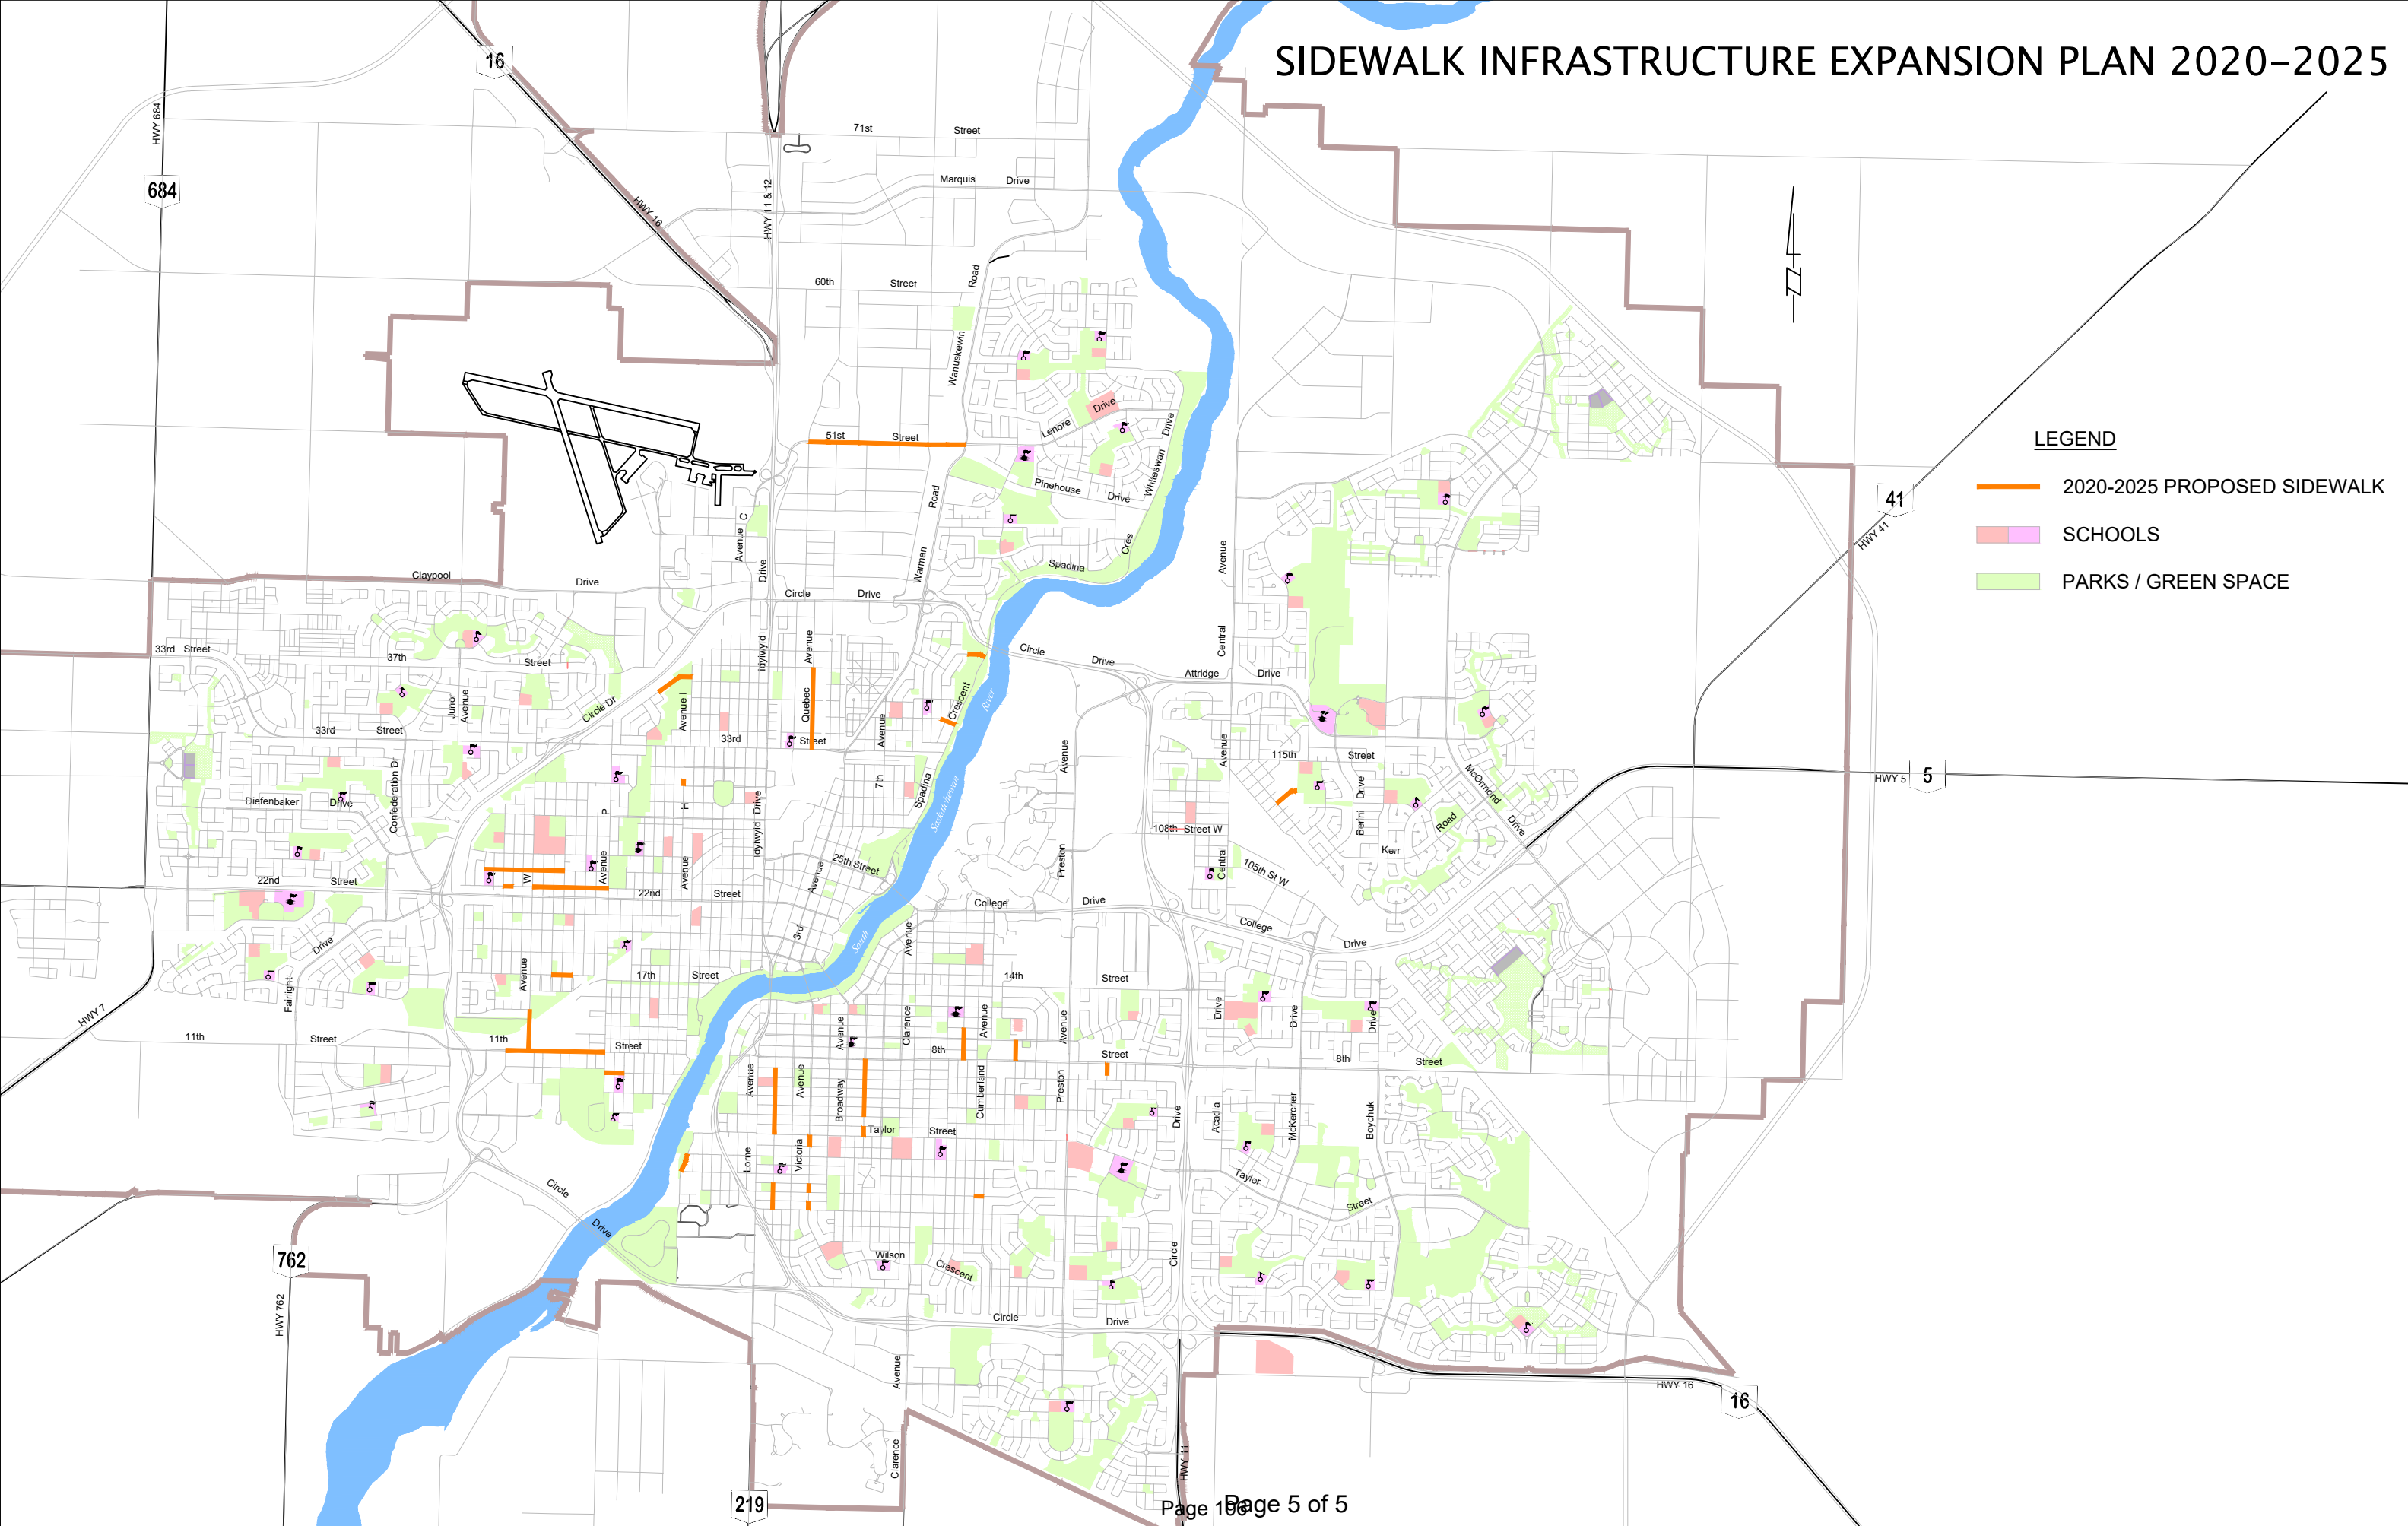 SIDEWALK INFRASTRUCTURE EXPANSION PLAN 2020-2025
16
HWY 684
684
HWY 16
HWY 11 & 12
71st Street
Marquis Drive
60th Street
Wanuskewin Road
LEGEND
2020-2025 PROPOSED SIDEWALK
SCHOOLS
PARKS / GREEN SPACE
41
HWY 41
51st Street
Lenore Drive
Whiteswan Drive
Pinehouse Drive
Warman Road
Avenue C
Spadina Cres
Central Avenue
Claypool Drive
Idylwyld Drive
Circle Drive
33rd Street
37th Street
Junor Avenue
Circle Dr
Avenue I
Quebec Avenue
33rd Street
7th Avenue
Spadina Crescent
South Saskatchewan River
Circle Drive
Attridge Drive
33rd Street
Confederation Dr
Diefenbaker Drive
Avenue P
Avenue H
Idylwyld Drive
25th Street
3rd Avenue
Preston Avenue
Central Avenue
115th Street
108th Street W
105th St W
Berini Drive
Kerr Road
McOrmond Drive
HWY 5
5
22nd Street
Avenue W
22nd Street
College Drive
College Drive
Fairlight Drive
17th Street
14th Street
HWY 7
11th Street
11th Street
Clarence Avenue
8th Street
8th Street
Lorne Avenue
Victoria Avenue
Broadway Avenue
Cumberland Avenue
Preston Avenue
Acadia Drive
McKercher Drive
Boychuk Drive
Taylor Street
Taylor Street
Circle Drive
762
HWY 762
Wilson Crescent
Circle Drive
Circle Drive
Clarence Avenue
HWY 16
16
HWY 11
219
Page 196
Page 5 of 5